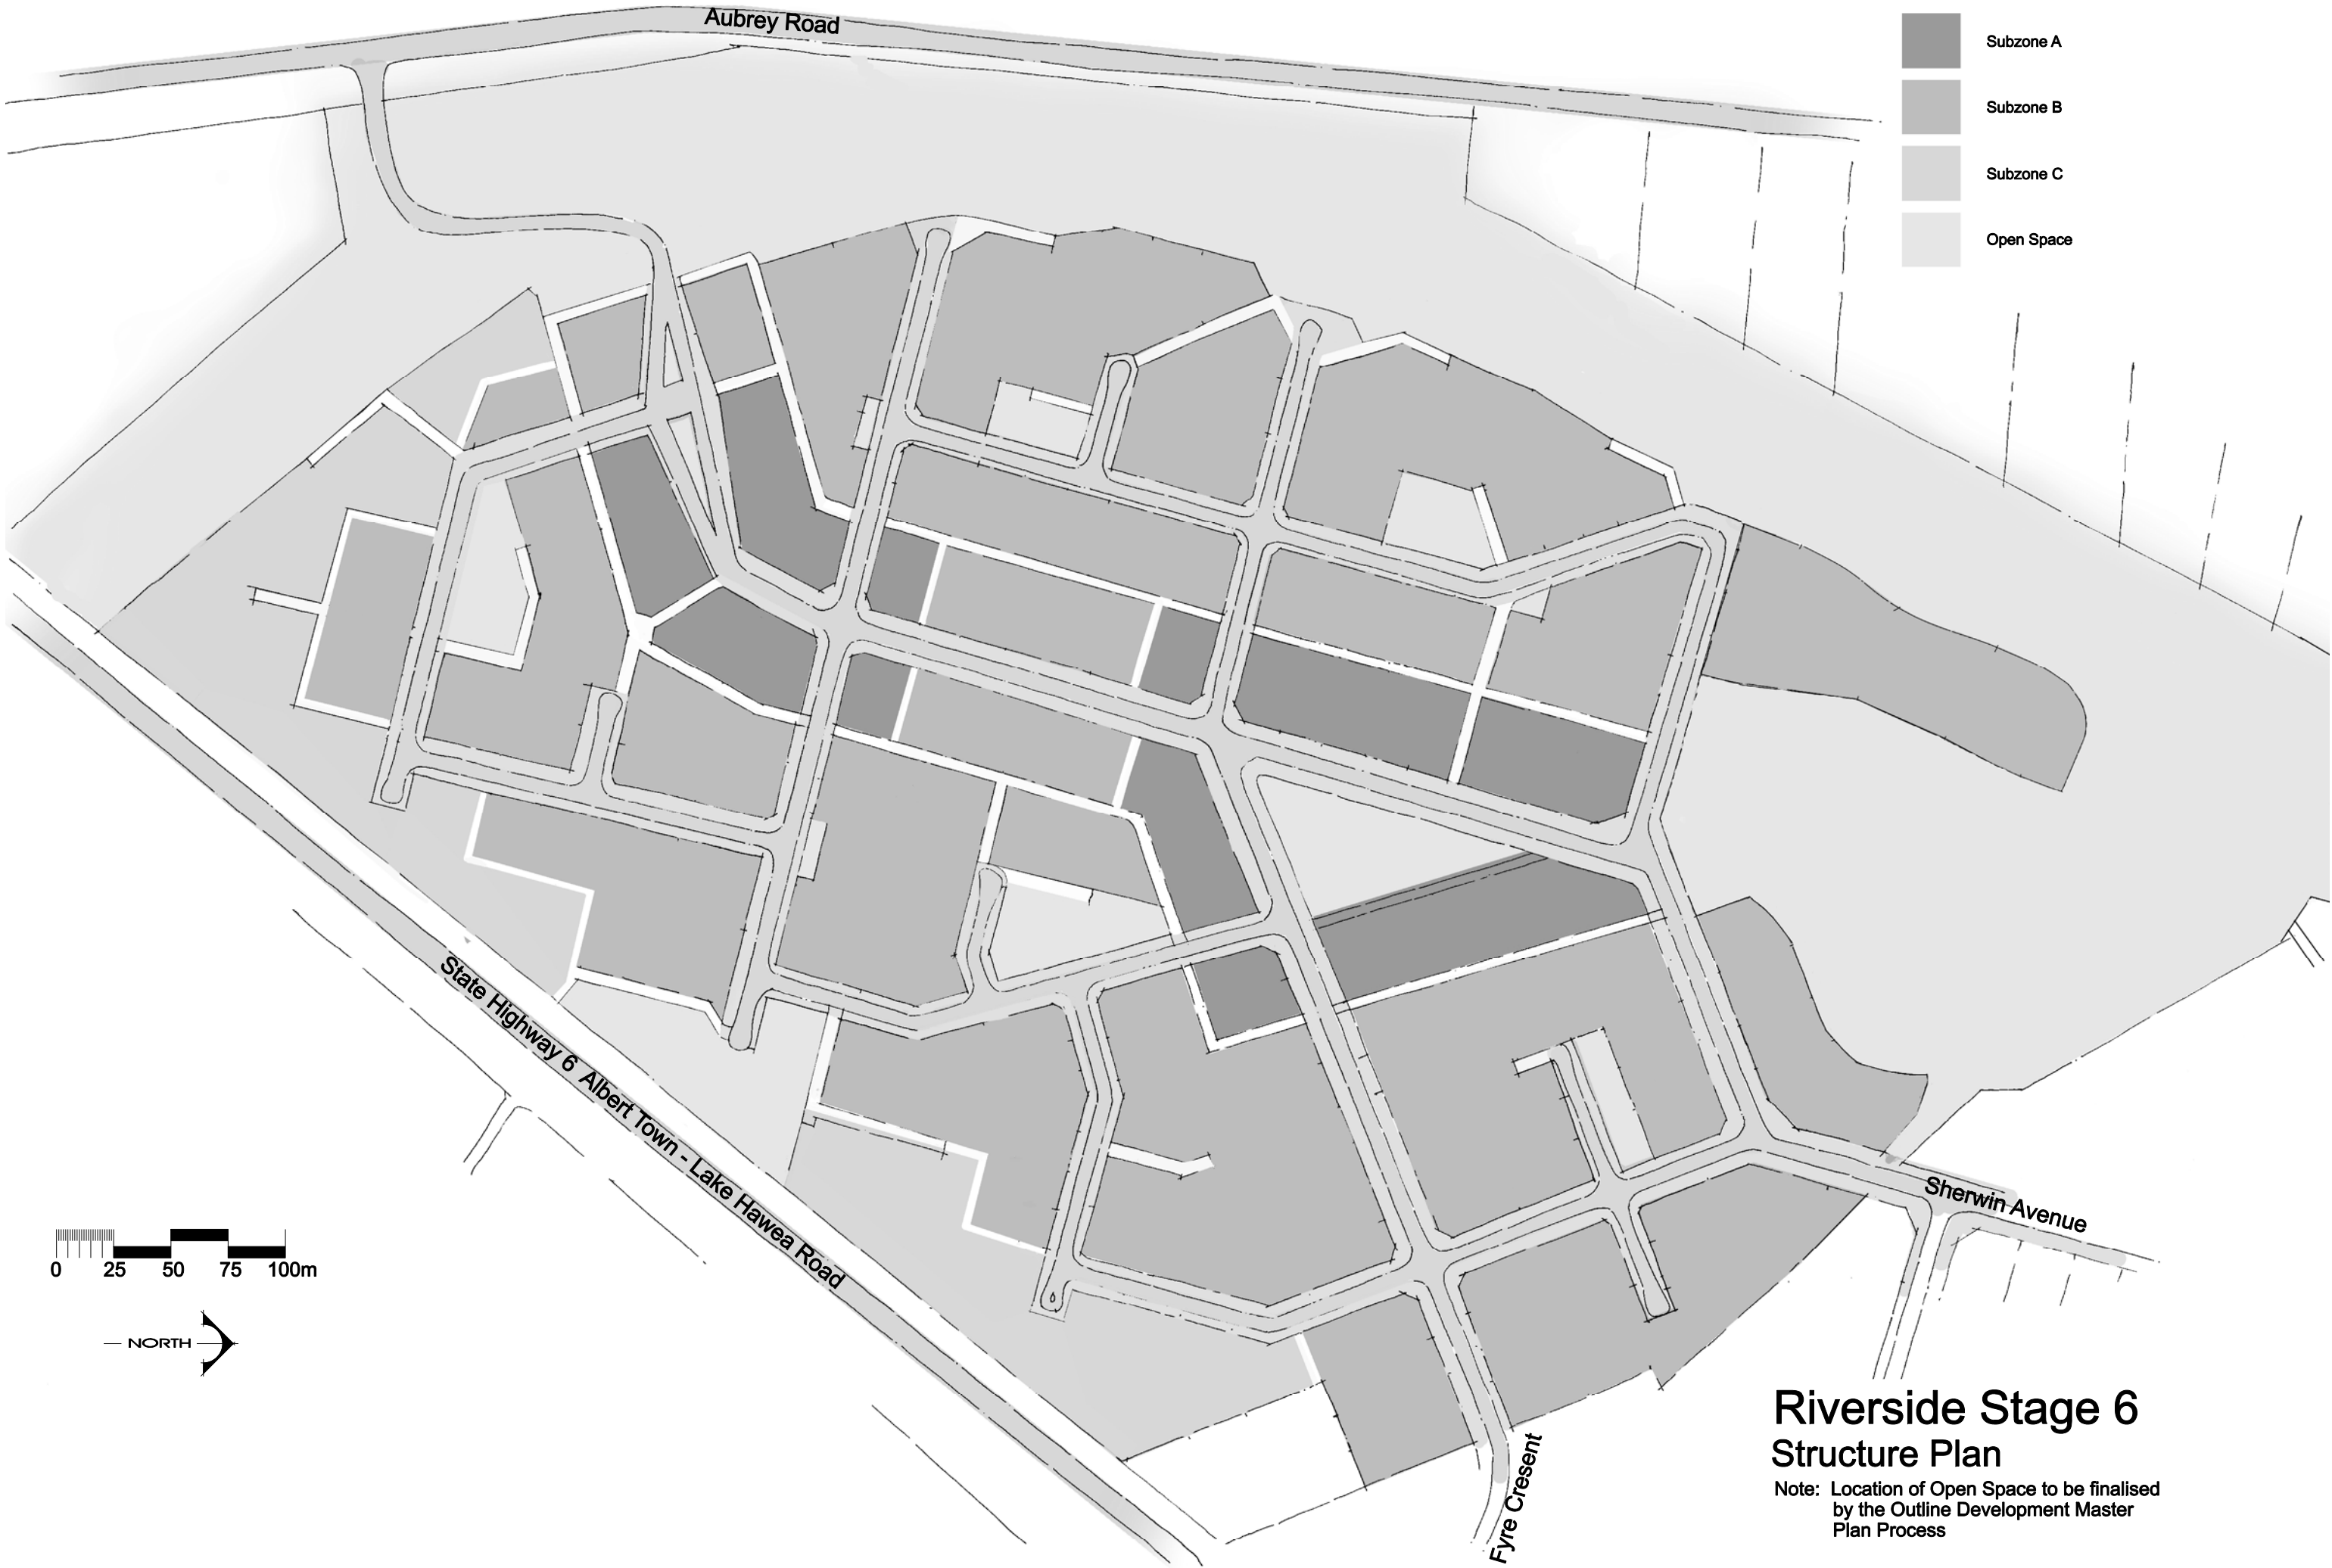 Aubrey Road
Subzone A
Subzone B
Subzone C
Open Space
State Highway 6 Albert Town - Lake Hawea Road
Sherwin Avenue
0 25 50 75 100m
NORTH
Fyre Cresent
Riverside Stage 6
Structure Plan
Note: Location of Open Space to be finalised
by the Outline Development Master
Plan Process